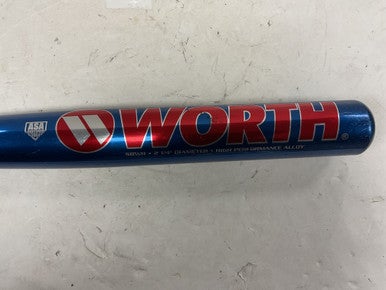 ASA
WORTH®
2 1/4" DIAMETER • HIGH PERFORMANCE ALLOY